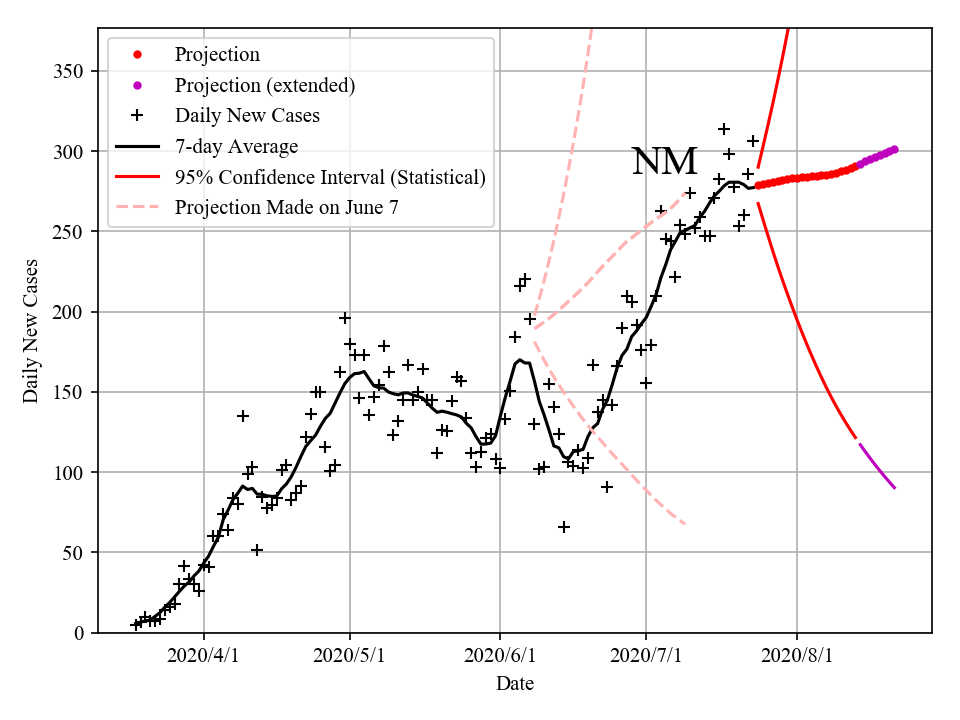 Projection
Projection (extended)
Daily New Cases
7-day Average
95% Confidence Interval (Statistical)
Projection Made on June 7
NM
350
300
250
200
150
100
50
0
Daily New Cases
2020/4/1 2020/5/1 2020/6/1 2020/7/1 2020/8/1
Date